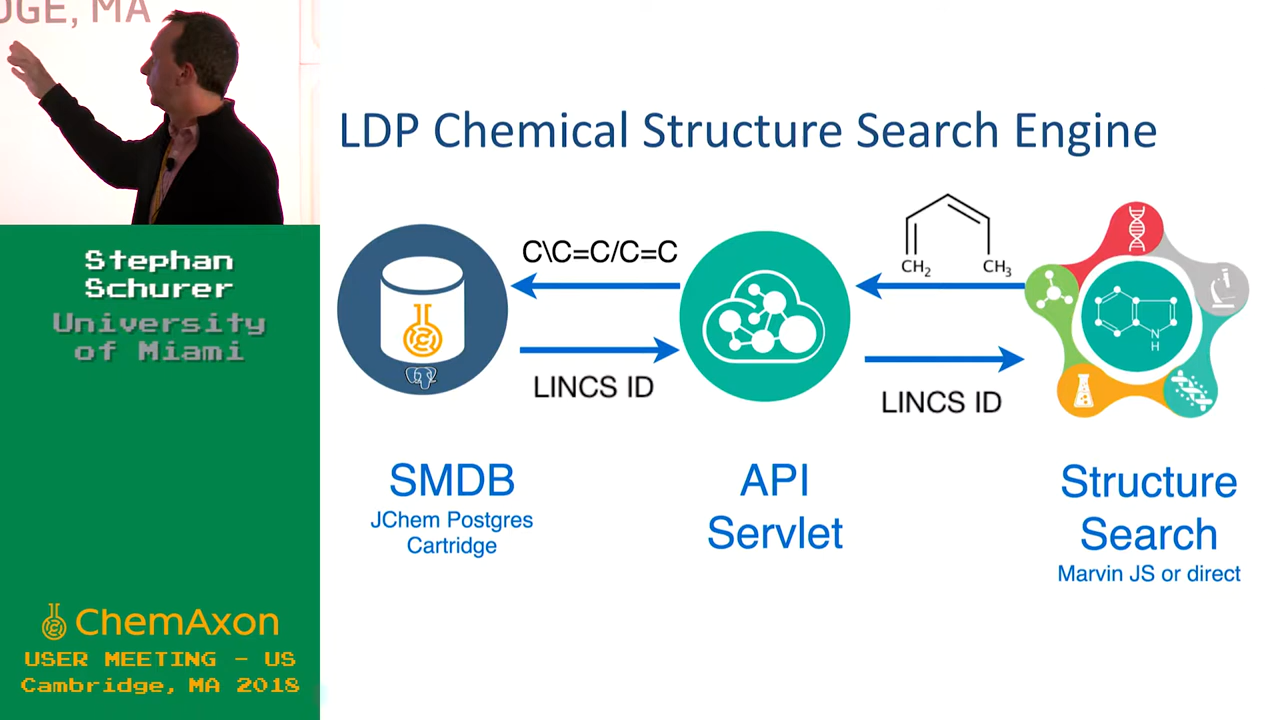 DGE, MA
LDP Chemical Structure Search Engine
Stephan
Schurer
University
of Miami
C\C=C/C=C
CH2
CH3
N
H
LINCS ID
LINCS ID
SMDB
JChem Postgres
Cartridge
API
Servlet
Structure
Search
Marvin JS or direct
ChemAxon
USER MEETING - US
Cambridge, MA 2018